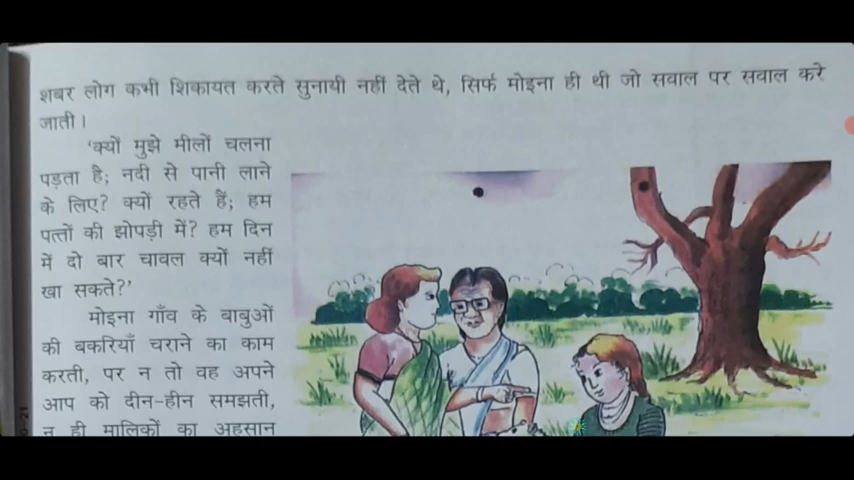 शबर लोग कभी शिकायत करते सुनायी नहीं देते थे, सिर्फ मोइना ही थी जो सवाल पर सवाल करे
जाती।
'क्यों मुझे मीलों चलना
पड़ता है; नदी से पानी लाने
के लिए? क्यों रहते हैं; हम
पत्तों की झोपड़ी में? हम दिन
में दो बार चावल क्यों नहीं
खा सकते?'
मोइना गाँव के बाबुओं
की बकरियाँ चराने का काम
करती, पर न तो वह अपने
आप को दीन-हीन समझती,
न ही मालिकों का अहसान